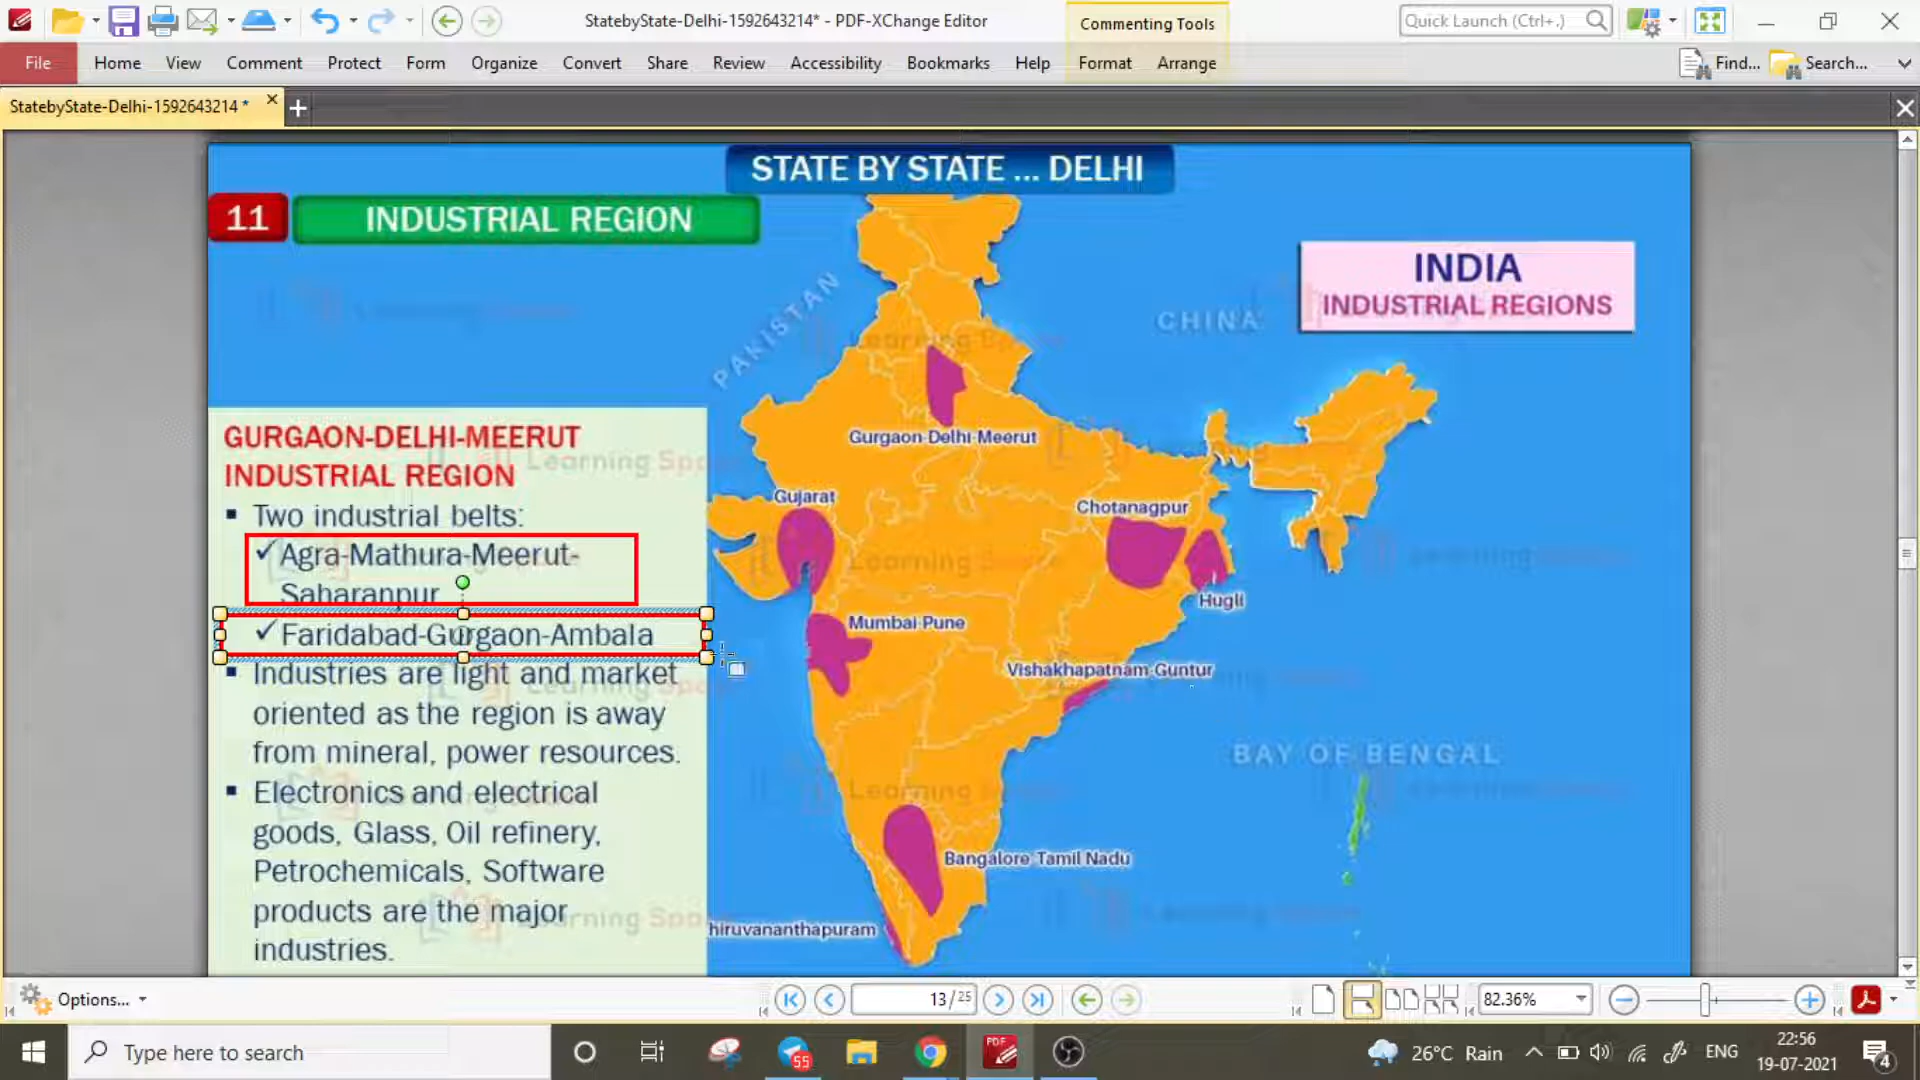 StatebyState-Delhi-1592643214* - PDF-XChange Editor
Commenting Tools
Quick Launch (Ctrl+.)
File Home View Comment Protect Form Organize Convert Share Review Accessibility Bookmarks Help Format Arrange Find... Search...
StatebyState-Delhi-1592643214 *
STATE BY STATE ... DELHI
11 INDUSTRIAL REGION
INDIA
INDUSTRIAL REGIONS
PAKISTAN
CHINA
GURGAON-DELHI-MEERUT
INDUSTRIAL REGION
Two industrial belts:
Agra-Mathura-Meerut-
Saharanpur
Faridabad-Gurgaon-Ambala
Industries are light and market
oriented as the region is away
from mineral, power resources.
Electronics and electrical
goods, Glass, Oil refinery,
Petrochemicals, Software
products are the major
industries.
Gurgaon-Delhi-Meerut
Gujarat
Chotanagpur
Hugli
Mumbai-Pune
Vishakhapatnam-Guntur
BAY OF BENGAL
Bangalore-Tamil Nadu
hiruvananthapuram
Learning Space
Options...
13 / 25
82.36%
Type here to search
55
PDF
26°C Rain
ENG
22:56
19-07-2021
4